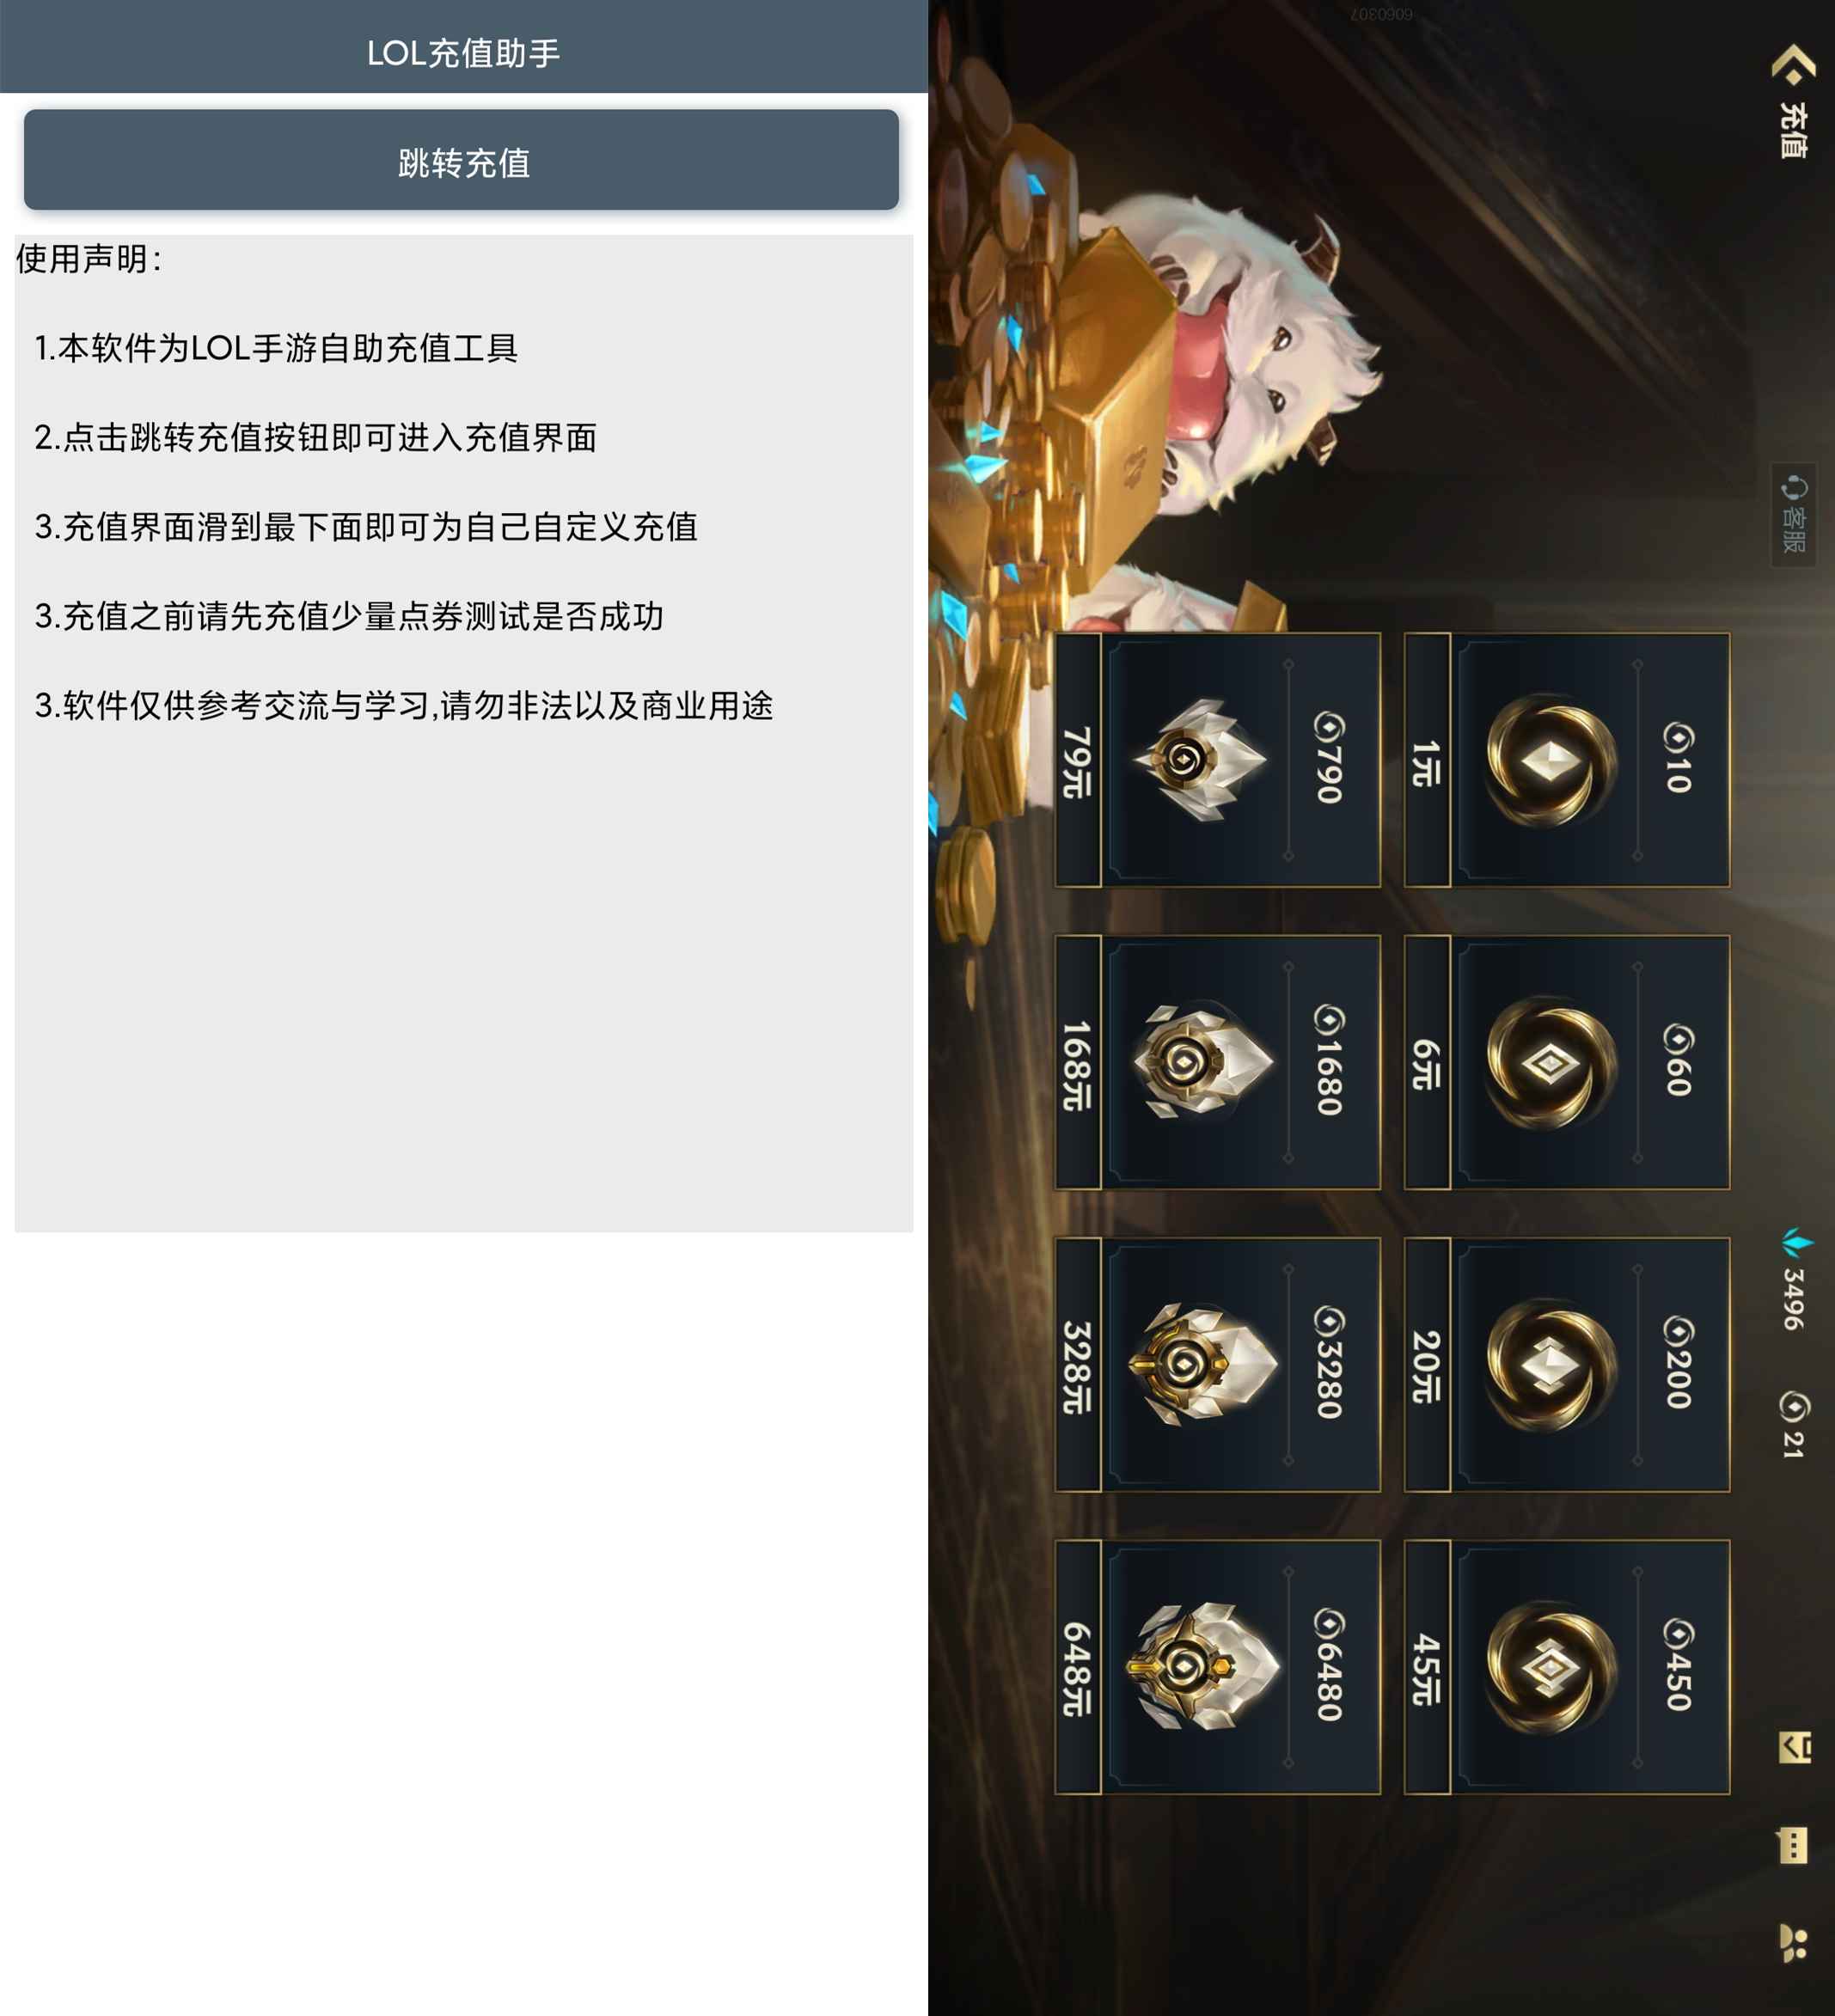 LOL充值助手
跳转充值
使用声明：
1.本软件为LOL手游自助充值工具
2.点击跳转充值按钮即可进入充值界面
3.充值界面滑到最下面即可为自己自定义充值
3.充值之前请先充值少量点券测试是否成功
3.软件仅供参考交流与学习,请勿非法以及商业用途
充值
客服
3496
21
10
60
200
450
1元
6元
20元
45元
790
1680
3280
6480
79元
168元
328元
648元
6060307